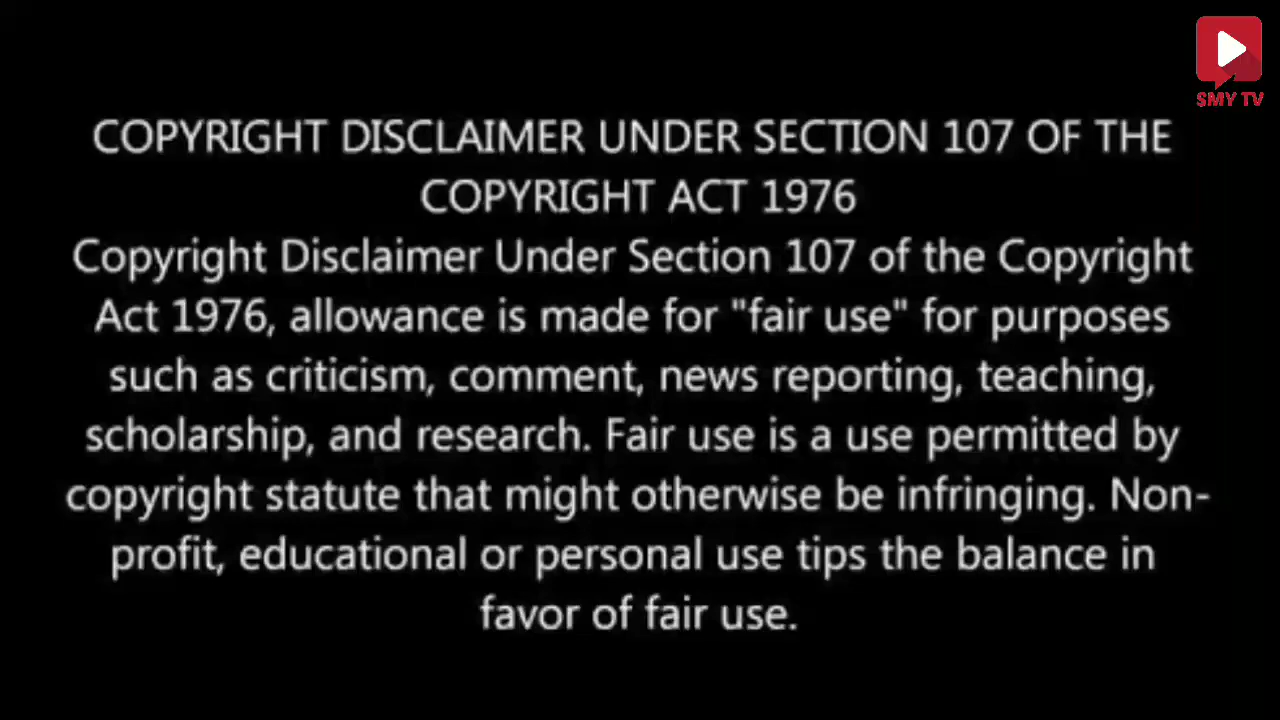 SMY TV
COPYRIGHT DISCLAIMER UNDER SECTION 107 OF THE
COPYRIGHT ACT 1976
Copyright Disclaimer Under Section 107 of the Copyright
Act 1976, allowance is made for "fair use" for purposes
such as criticism, comment, news reporting, teaching,
scholarship, and research. Fair use is a use permitted by
copyright statute that might otherwise be infringing. Non-
profit, educational or personal use tips the balance in
favor of fair use.